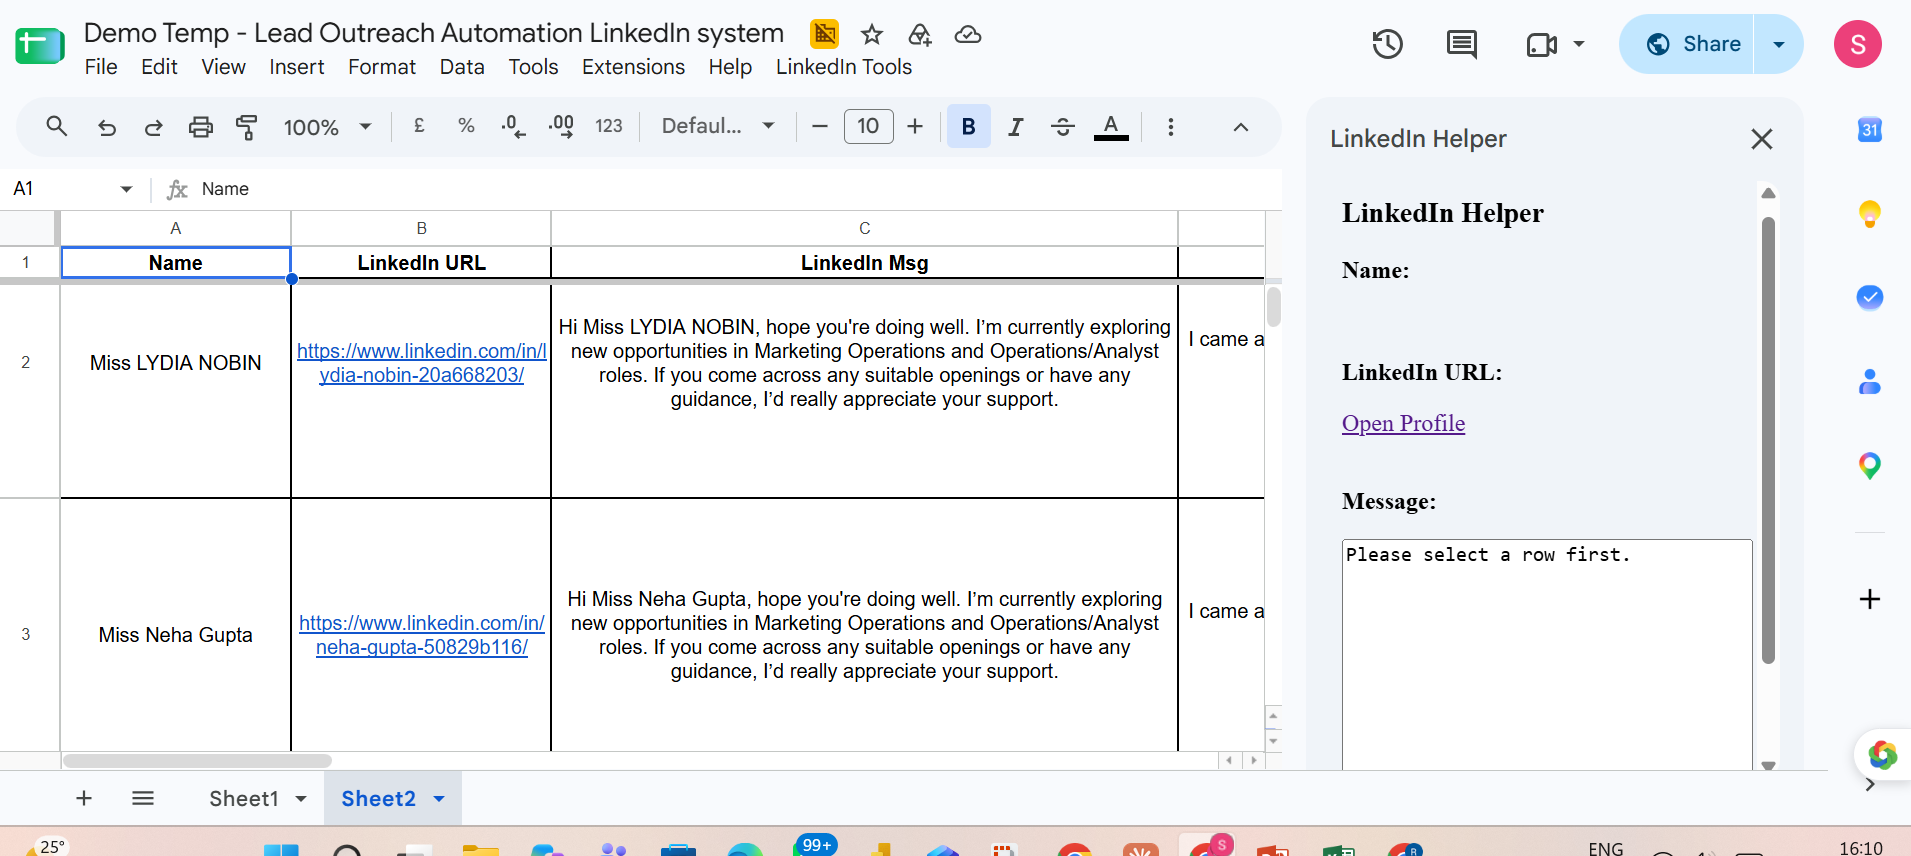 Demo Temp - Lead Outreach Automation LinkedIn system
File Edit View Insert Format Data Tools Extensions Help LinkedIn Tools
Share
S
100% £ % .0 .00 123 Defaul... 10 B I A
A1 fx Name
A B C
1 Name LinkedIn URL LinkedIn Msg
2 Miss LYDIA NOBIN
https://www.linkedin.com/in/l
ydia-nobin-20a668203/
Hi Miss LYDIA NOBIN, hope you're doing well. I’m currently exploring
new opportunities in Marketing Operations and Operations/Analyst
roles. If you come across any suitable openings or have any
guidance, I’d really appreciate your support.
I came a
3 Miss Neha Gupta
https://www.linkedin.com/in/
neha-gupta-50829b116/
Hi Miss Neha Gupta, hope you're doing well. I’m currently exploring
new opportunities in Marketing Operations and Operations/Analyst
roles. If you come across any suitable openings or have any
guidance, I’d really appreciate your support.
I came a
LinkedIn Helper
LinkedIn Helper
Name:
LinkedIn URL:
Open Profile
Message:
Please select a row first.
31
Sheet1 Sheet2
25°
99+
S
R
ENG
16:10